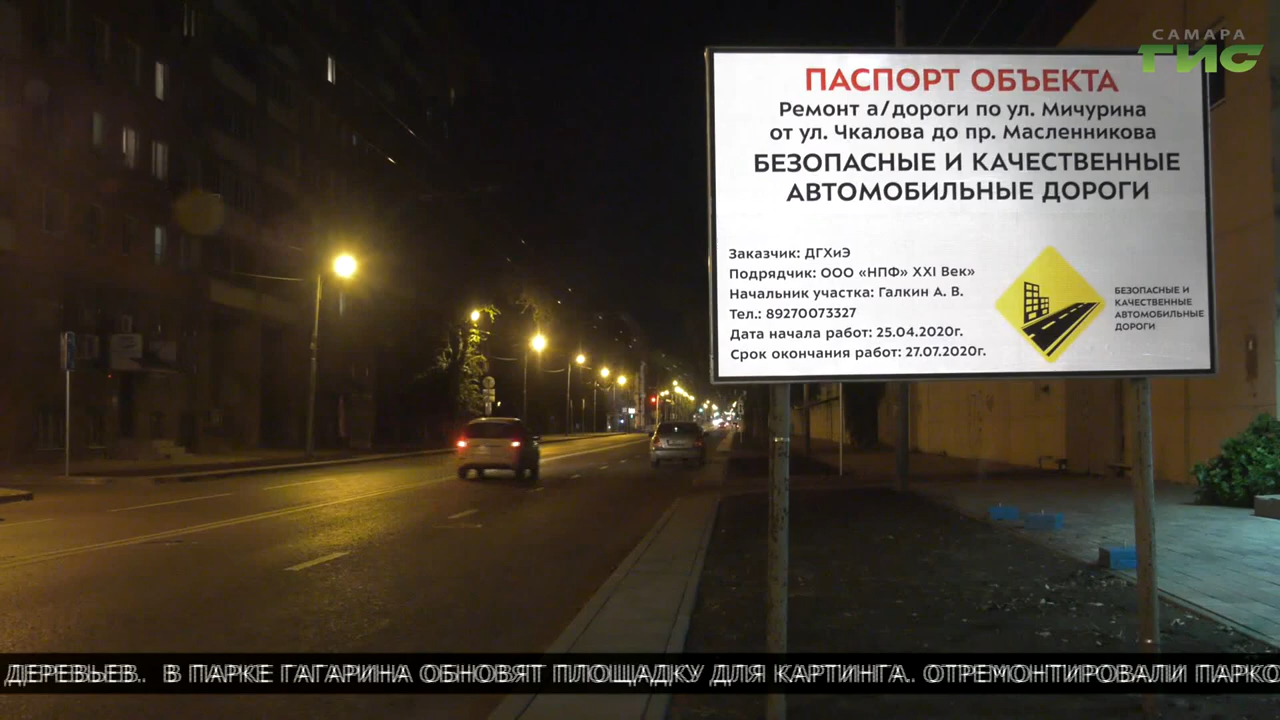 САМАРА
ГИС
ПАСПОРТ ОБЪЕКТА
Ремонт а/дороги по ул. Мичурина
от ул. Чкалова до пр. Масленникова
БЕЗОПАСНЫЕ И КАЧЕСТВЕННЫЕ
АВТОМОБИЛЬНЫЕ ДОРОГИ
Заказчик: ДГХиЭ
Подрядчик: ООО «НПФ» XXI Век»
Начальник участка: Галкин А. В.
Тел.: 89270073327
Дата начала работ: 25.04.2020г.
Срок окончания работ: 27.07.2020г.
БЕЗОПАСНЫЕ И
КАЧЕСТВЕННЫЕ
АВТОМОБИЛЬНЫЕ
ДОРОГИ
ДЕРЕВЬЕВ.. В ПАРКЕ ГАГАРИНА ОБНОВЯТ ПЛОЩАДКУ ДЛЯ КАРТИНГА.. ОТРЕМОНТИРОВАЛИ ПАРКО